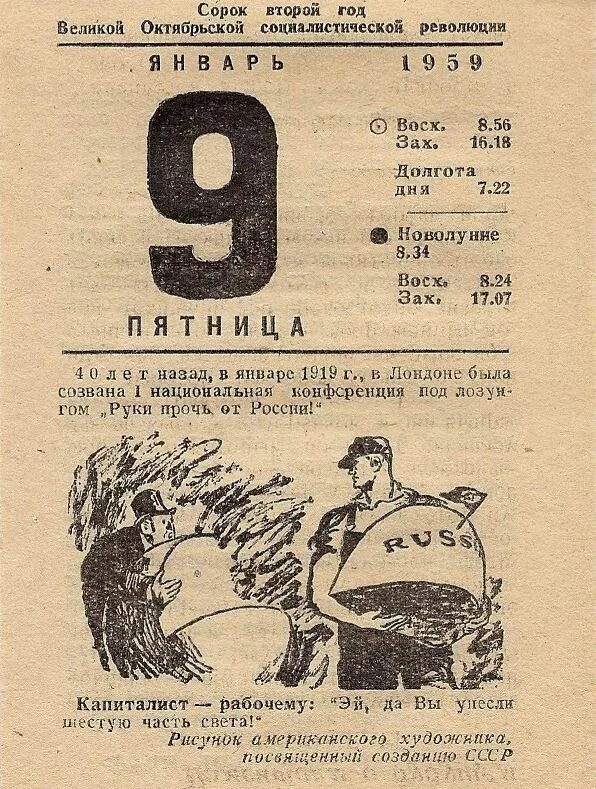 Сорок второй год
Великой Октябрьской социалистической революции
ЯНВАРЬ 1959
9
Восх. 8.56
Зах. 16.18
Долгота
дня 7.22
Новолуние
8.34
Восх. 8.24
Зах. 17.07
ПЯТНИЦА
40 лет назад, в январе 1919 г., в Лондоне была
созвана I национальная конференция под лозун-
гом „Руки прочь от России!"
RUSS
Капиталист — рабочему: "Эй, да Вы унесли
шестую часть света!"
Рисунок американского художника,
посвященный созданию СССР